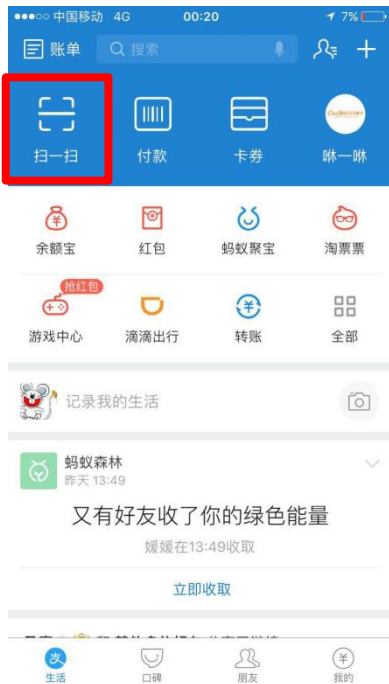 中国移动 4G 00:20 7%
账单 搜索
扫一扫 付款 卡券 咻一咻
余额宝 红包 蚂蚁聚宝 淘票票
抢红包
游戏中心 滴滴出行 转账 全部
记录我的生活
蚂蚁森林
昨天 13:49
又有好友收了你的绿色能量
媛媛在13:49收取
立即收取
生活 口碑 朋友 我的